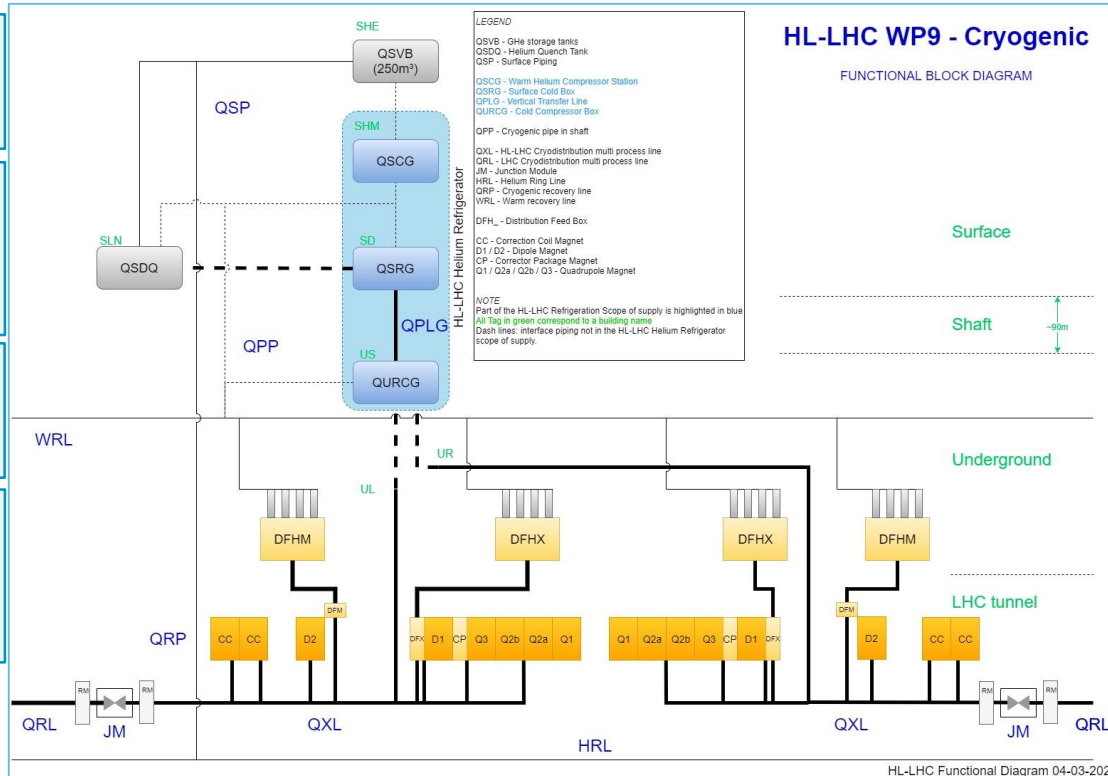 HL-LHC WP9 - Cryogenic
FUNCTIONAL BLOCK DIAGRAM
LEGEND
QSVB - GHe storage tanks
QSDQ - Helium Quench Tank
QSP - Surface Piping
QSCG - Warm Helium Compressor Station
QSRG - Surface Cold Box
QPLG - Vertical Transfer Line
QURCG - Cold Compressor Box
QPP - Cryogenic pipe in shaft
QXL - HL-LHC Cryodistribution multi process line
QRL - LHC Cryodistribution multi process line
JM - Junction Module
HRL - Helium Ring Line
QRP - Cryogenic recovery line
WRL - Warm recovery line
DFH_ - Distribution Feed Box
CC - Correction Coil Magnet
D1 / D2 - Dipole Magnet
CP - Corrector Package Magnet
Q1 / Q2a / Q2b / Q3 - Quadrupole Magnet
NOTE
Part of the HL-LHC Refrigeration Scope of supply is highlighted in blue
All Tag in green correspond to a building name
Dash lines: interface piping not in the HL-LHC Helium Refrigerator
scope of supply.
SHE
QSVB
(250m³)
QSP
SHM
QSCG
HL-LHC Helium Refrigerator
SLN
QSDQ
SD
QSRG
QPLG
QPP
US
QURCG
Surface
Shaft
~90m
WRL
UR
UL
Underground
DFHM
DFHX
DFHX
DFHM
LHC tunnel
QRP
CC CC D2 DFM
DFX D1 CP Q3 Q2b Q2a Q1
Q1 Q2a Q2b Q3 CP D1 DFX
DFM D2 CC CC
RM RM
RM RM
QRL JM QXL
QXL JM QRL
HRL
HL-LHC Functional Diagram 04-03-202